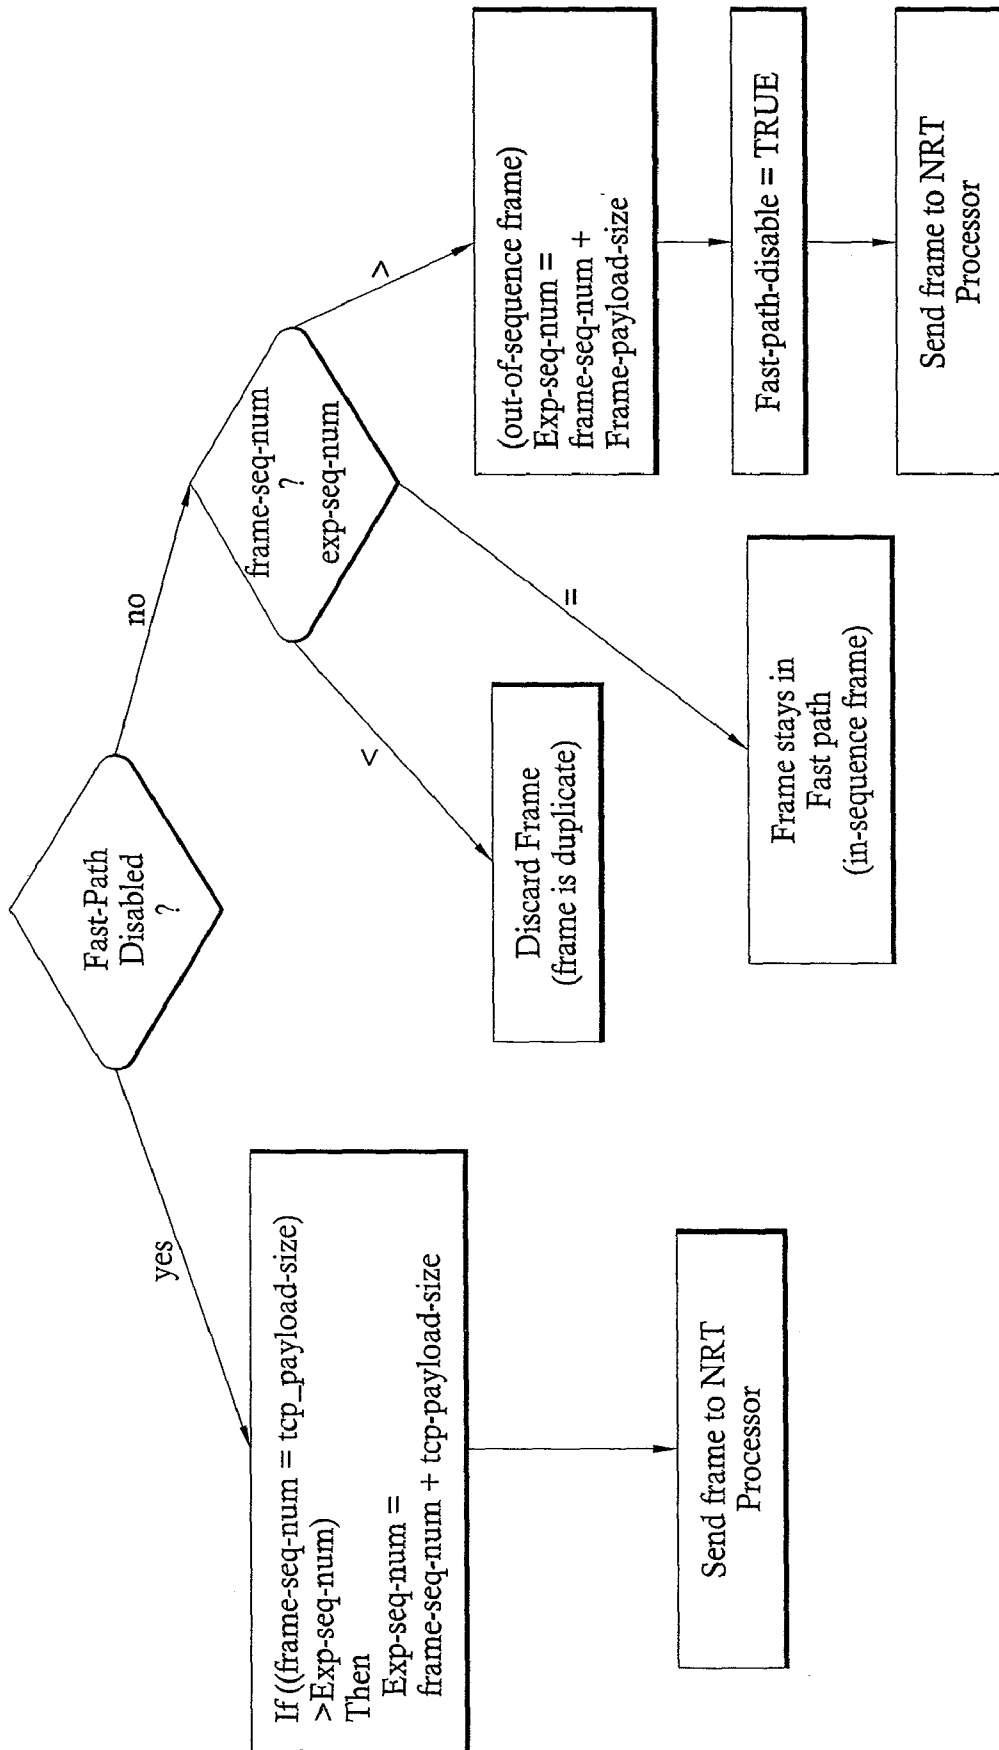 Fast-Path
Disabled
?
yes
no
If ((frame-seq-num = tcp_payload-size)
>Exp-seq-num)
Then
Exp-seq-num =
frame-seq-num + tcp-payload-size
Send frame to NRT
Processor
frame-seq-num
?
exp-seq-num
<
=
>
Discard Frame
(frame is duplicate)
Frame stays in
Fast path
(in-sequence frame)
(out-of-sequence frame)
Exp-seq-num =
frame-seq-num +
Frame-payload-size
Fast-path-disable = TRUE
Send frame to NRT
Processor